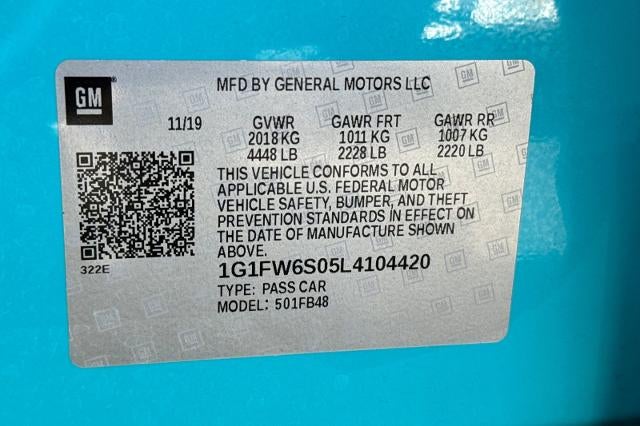 GM
MFD BY GENERAL MOTORS LLC
11/19 GVWR GAWR FRT GAWR RR
2018 KG 1011 KG 1007 KG
4448 LB 2228 LB 2220 LB
THIS VEHICLE CONFORMS TO ALL
APPLICABLE U.S. FEDERAL MOTOR
VEHICLE SAFETY, BUMPER, AND THEFT
PREVENTION STANDARDS IN EFFECT ON
THE DATE OF MANUFACTURE SHOWN
ABOVE.
322E
1G1FW6S05L4104420
TYPE: PASS CAR
MODEL: 501FB48